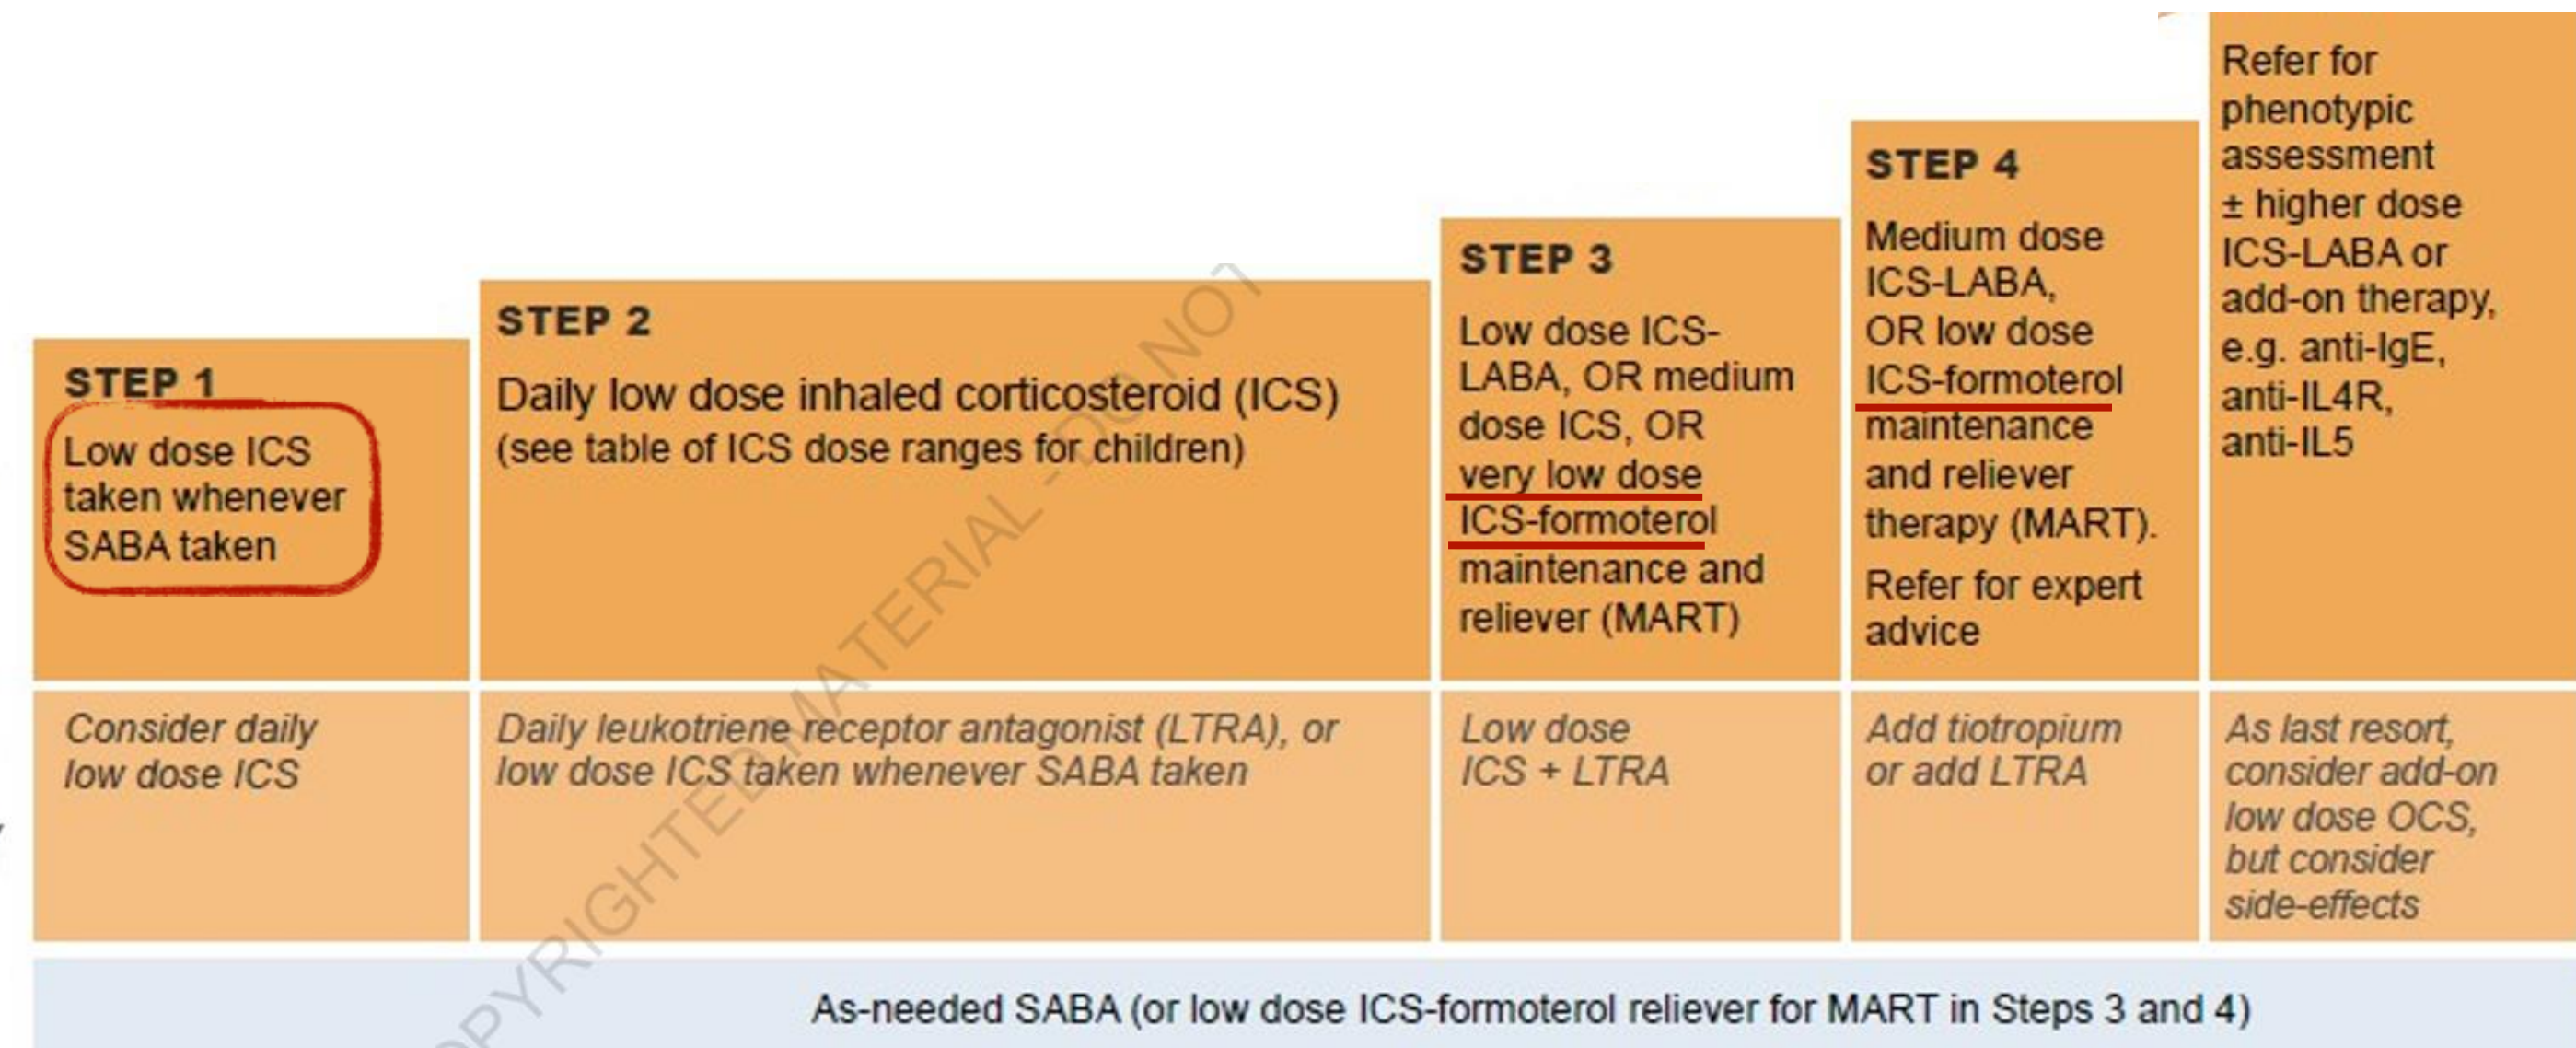 STEP 1
Low dose ICS
taken whenever
SABA taken
STEP 2
Daily low dose inhaled corticosteroid (ICS)
(see table of ICS dose ranges for children)
STEP 3
Low dose ICS-
LABA, OR medium
dose ICS, OR
very low dose
ICS-formoterol
maintenance and
reliever (MART)
STEP 4
Medium dose
ICS-LABA,
OR low dose
ICS-formoterol
maintenance
and reliever
therapy (MART).
Refer for expert
advice
Refer for
phenotypic
assessment
± higher dose
ICS-LABA or
add-on therapy,
e.g. anti-IgE,
anti-IL4R,
anti-IL5
Consider daily
low dose ICS
Daily leukotriene receptor antagonist (LTRA), or
low dose ICS taken whenever SABA taken
Low dose
ICS + LTRA
Add tiotropium
or add LTRA
As last resort,
consider add-on
low dose OCS,
but consider
side-effects
As-needed SABA (or low dose ICS-formoterol reliever for MART in Steps 3 and 4)
OPYRIGHTED MATERIAL - DO NOT